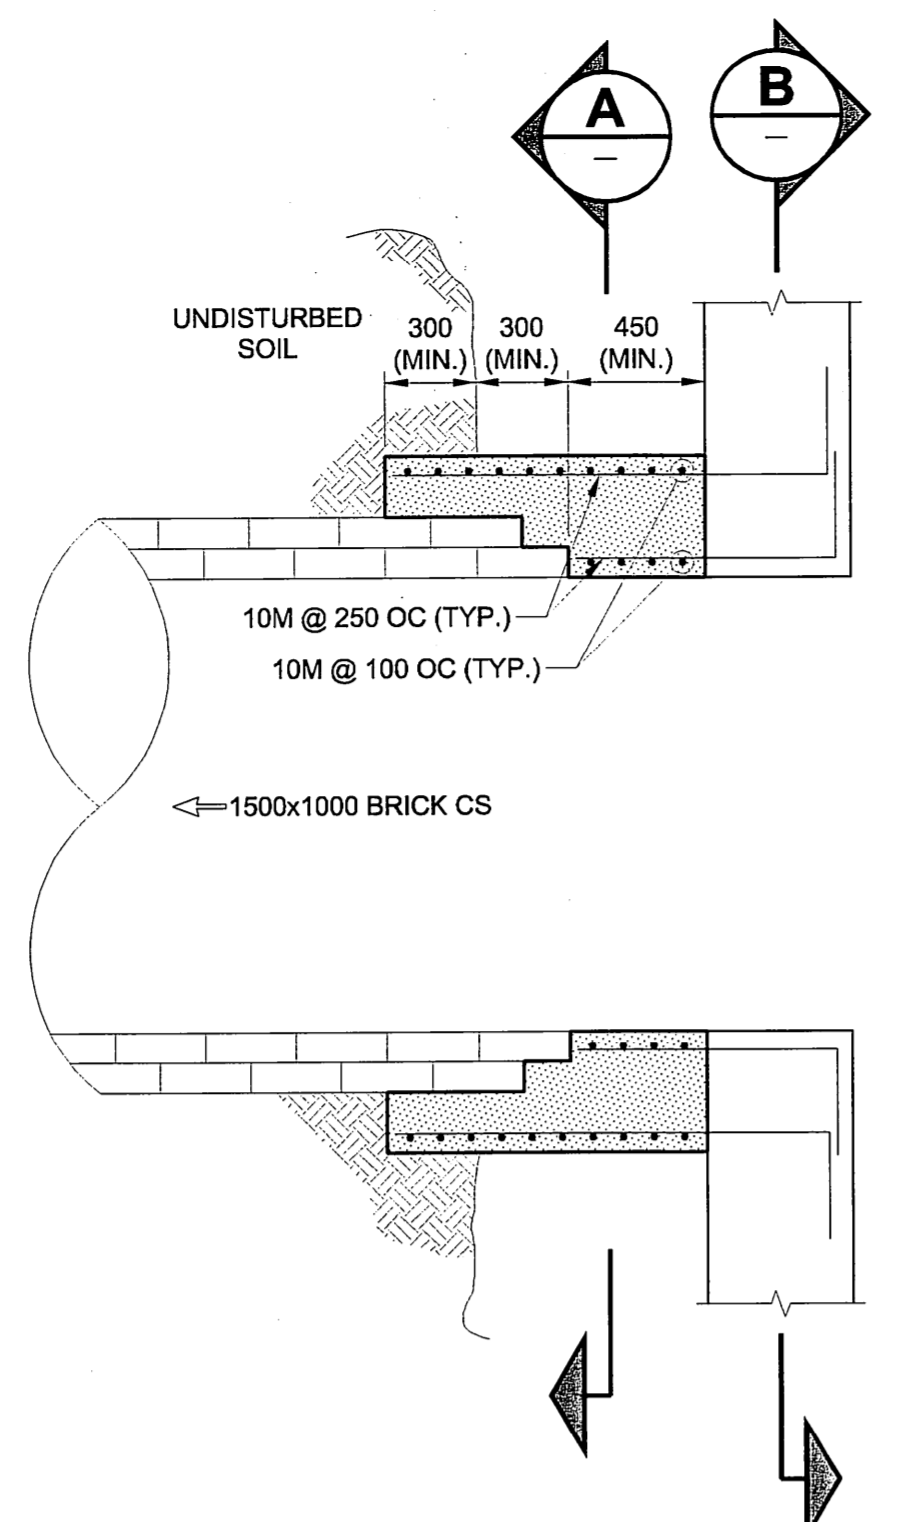 A
–
B
–
UNDISTURBED
SOIL
300
(MIN.)
300
(MIN.)
450
(MIN.)
10M @ 250 OC (TYP.)
10M @ 100 OC (TYP.)
1500x1000 BRICK CS